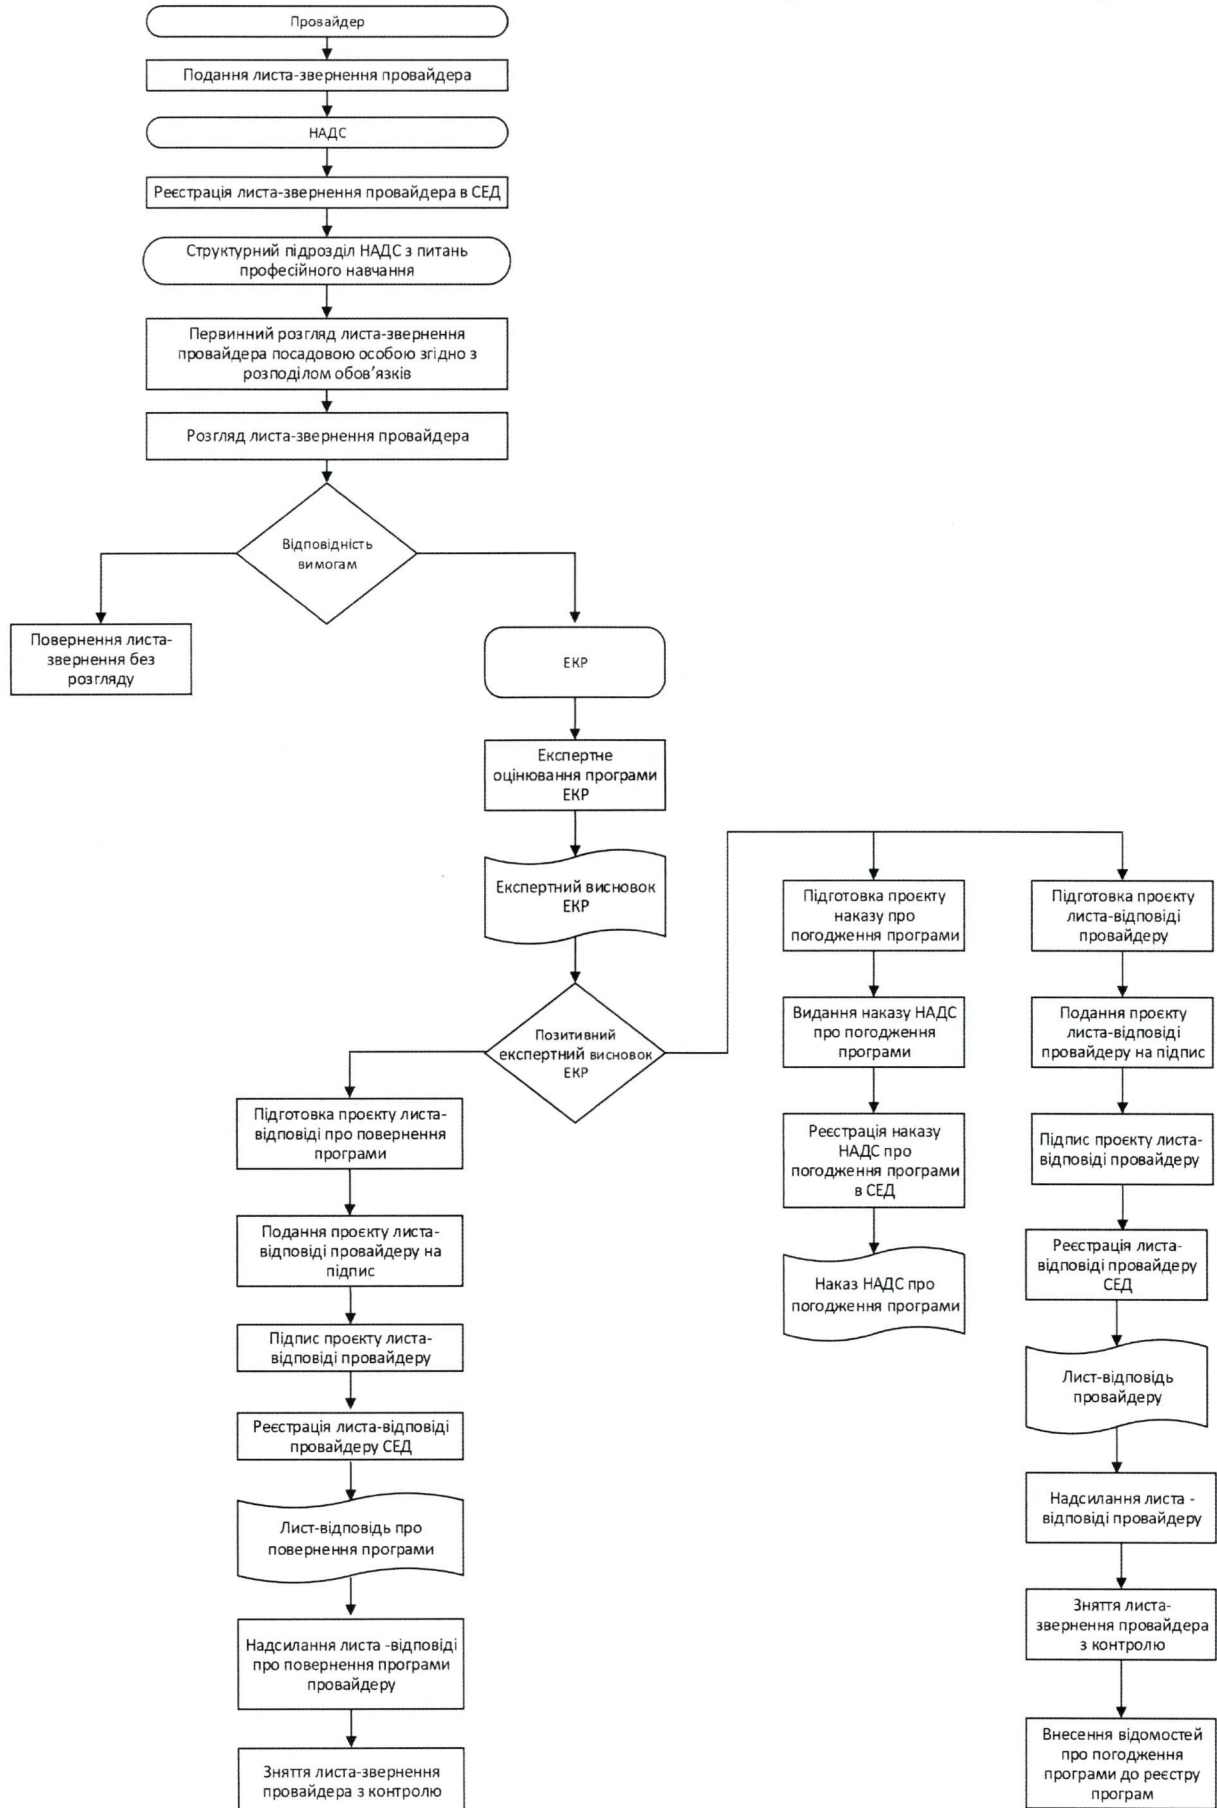 Провайдер
Подання листа-звернення провайдера
НАДС
Реєстрація листа-звернення провайдера в СЕД
Структурний підрозділ НАДС з питань
професійного навчання
Первинний розгляд листа-звернення
провайдера посадовою особою згідно з
розподілом обов’язків
Розгляд листа-звернення провайдера
Відповідність
вимогам
Повернення листа-
звернення без
розгляду
ЕКР
Експертне
оцінювання програми
ЕКР
Експертний висновок
ЕКР
Позитивний
експертний висновок
ЕКР
Підготовка проєкту листа-
відповіді про повернення
програми
Подання проєкту листа-
відповіді провайдеру на
підпис
Підпис проєкту листа-
відповіді провайдеру
Реєстрація листа-відповіді
провайдеру СЕД
Лист-відповідь про
повернення програми
Надсилання листа -відповіді
про повернення програми
провайдеру
Зняття листа-звернення
провайдера з контролю
Підготовка проєкту
наказу про
погодження програми
Видання наказу НАДС
про погодження
програми
Реєстрація наказу
НАДС про
погодження програми
в СЕД
Наказ НАДС про
погодження програми
Підготовка проєкту
листа-відповіді
провайдеру
Подання проєкту
листа-відповіді
провайдеру на підпис
Підпис проєкту листа-
відповіді провайдеру
Реєстрація листа-
відповіді провайдеру
СЕД
Лист-відповідь
провайдеру
Надсилання листа -
відповіді провайдеру
Зняття листа-
звернення провайдера
з контролю
Внесення відомостей
про погодження
програми до реєстру
програм